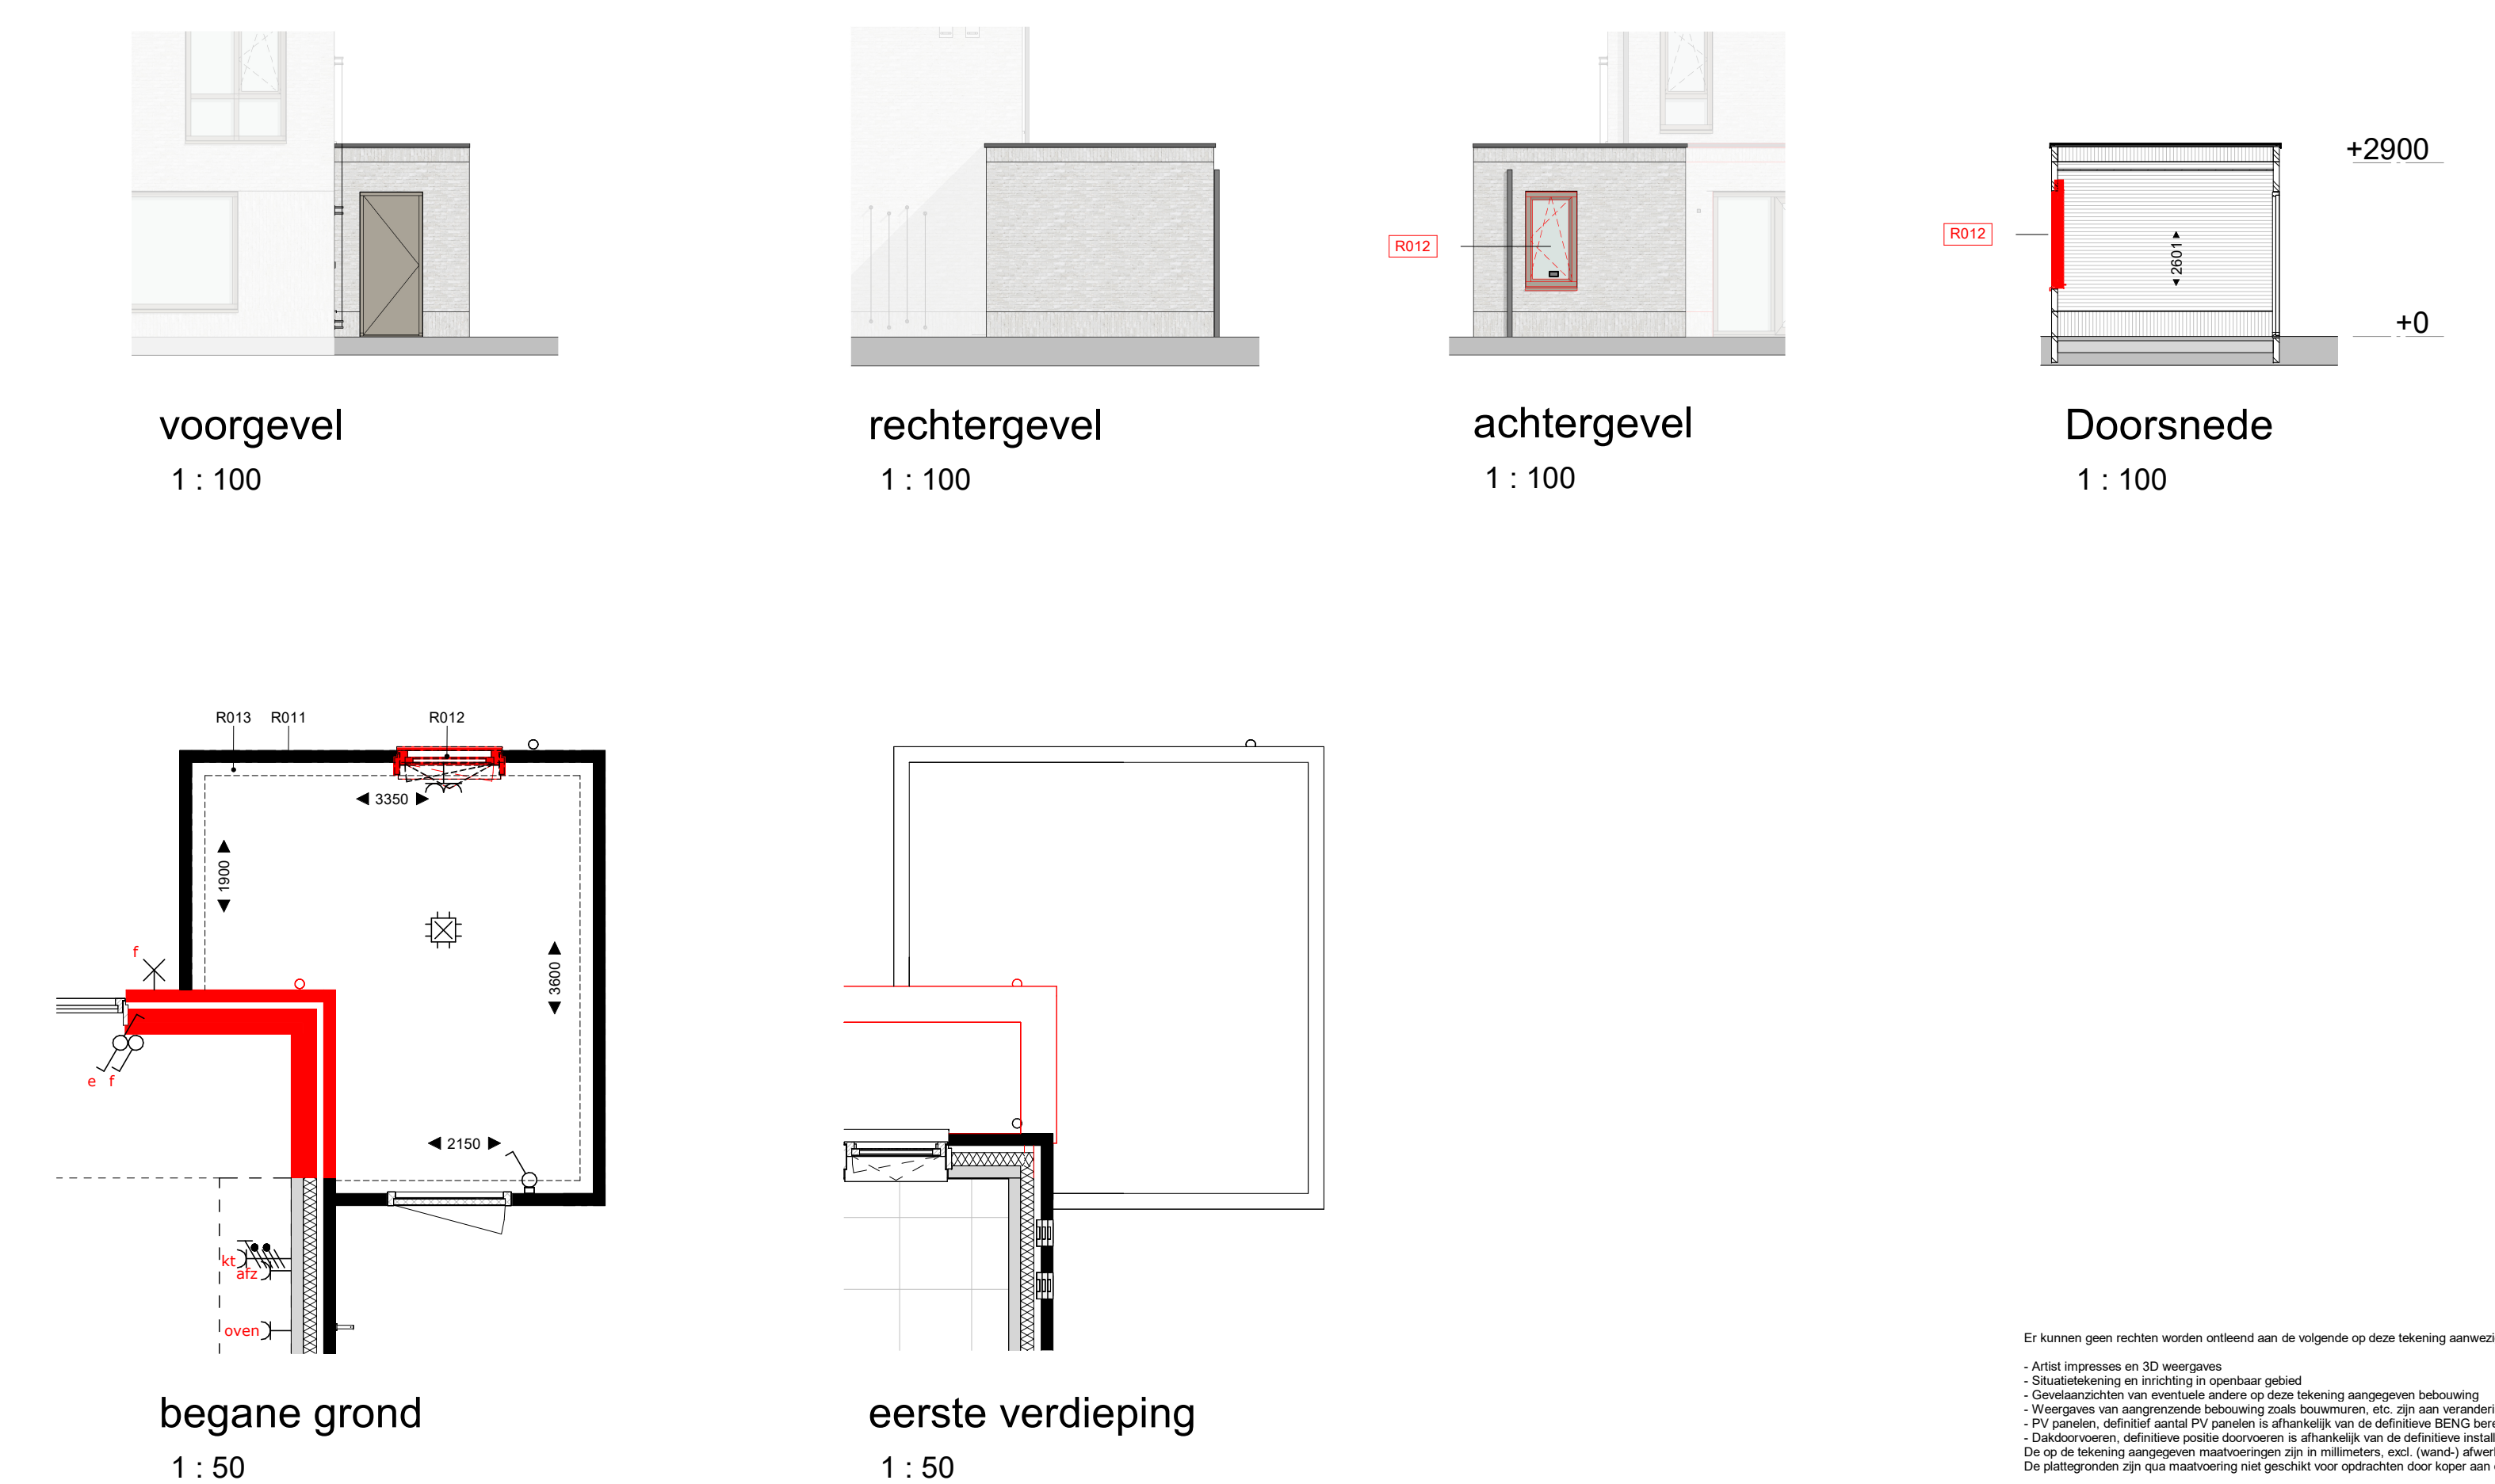 +2900
R012
R012
2601
+0
voorgevel
1 : 100
rechtergevel
1 : 100
achtergevel
1 : 100
Doorsnede
1 : 100
R013 R011 R012
3350
1900
f
3600
e f
2150
kt
afz
oven
begane grond
1 : 50
eerste verdieping
1 : 50
Er kunnen geen rechten worden ontleend aan de volgende op deze tekening
- Artist impresses en 3D weergaves
- Situatietekening en inrichting in openbaar gebied
- Gevelaanzichten van eventuele andere op deze tekening aangegeven bebouwing
- Weergaves van aangrenzende bebouwing zoals bouwmuren, etc. zijn aan
- PV panelen, definitief aantal PV panelen is afhankelijk van de definitieve BENG
- Dakdoorvoeren, definitieve positie doorvoeren is afhankelijk van de definitieve
De op de tekening aangegeven maatvoeringen zijn in millimeters, excl. (wand-)
De plattegronden zijn qua maatvoering niet geschikt voor opdrachten door koper aan